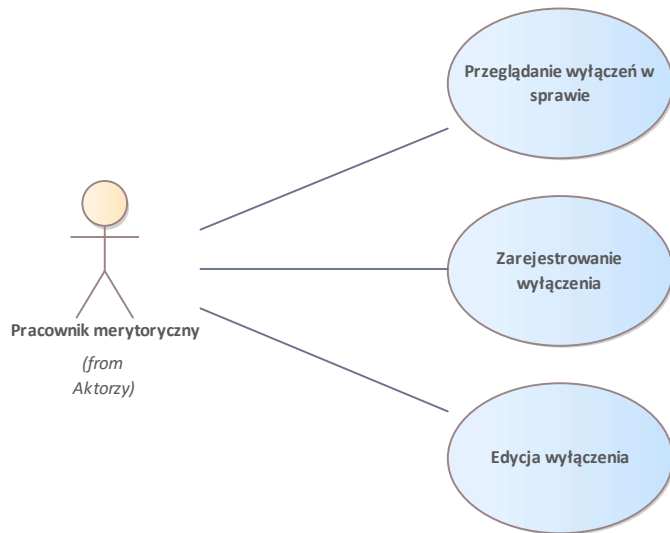 Przeglądanie wyłączeń w
sprawie
Zarejestrowanie
wyłączenia
Pracownik merytoryczny
(from
Aktorzy)
Edycja wyłączenia